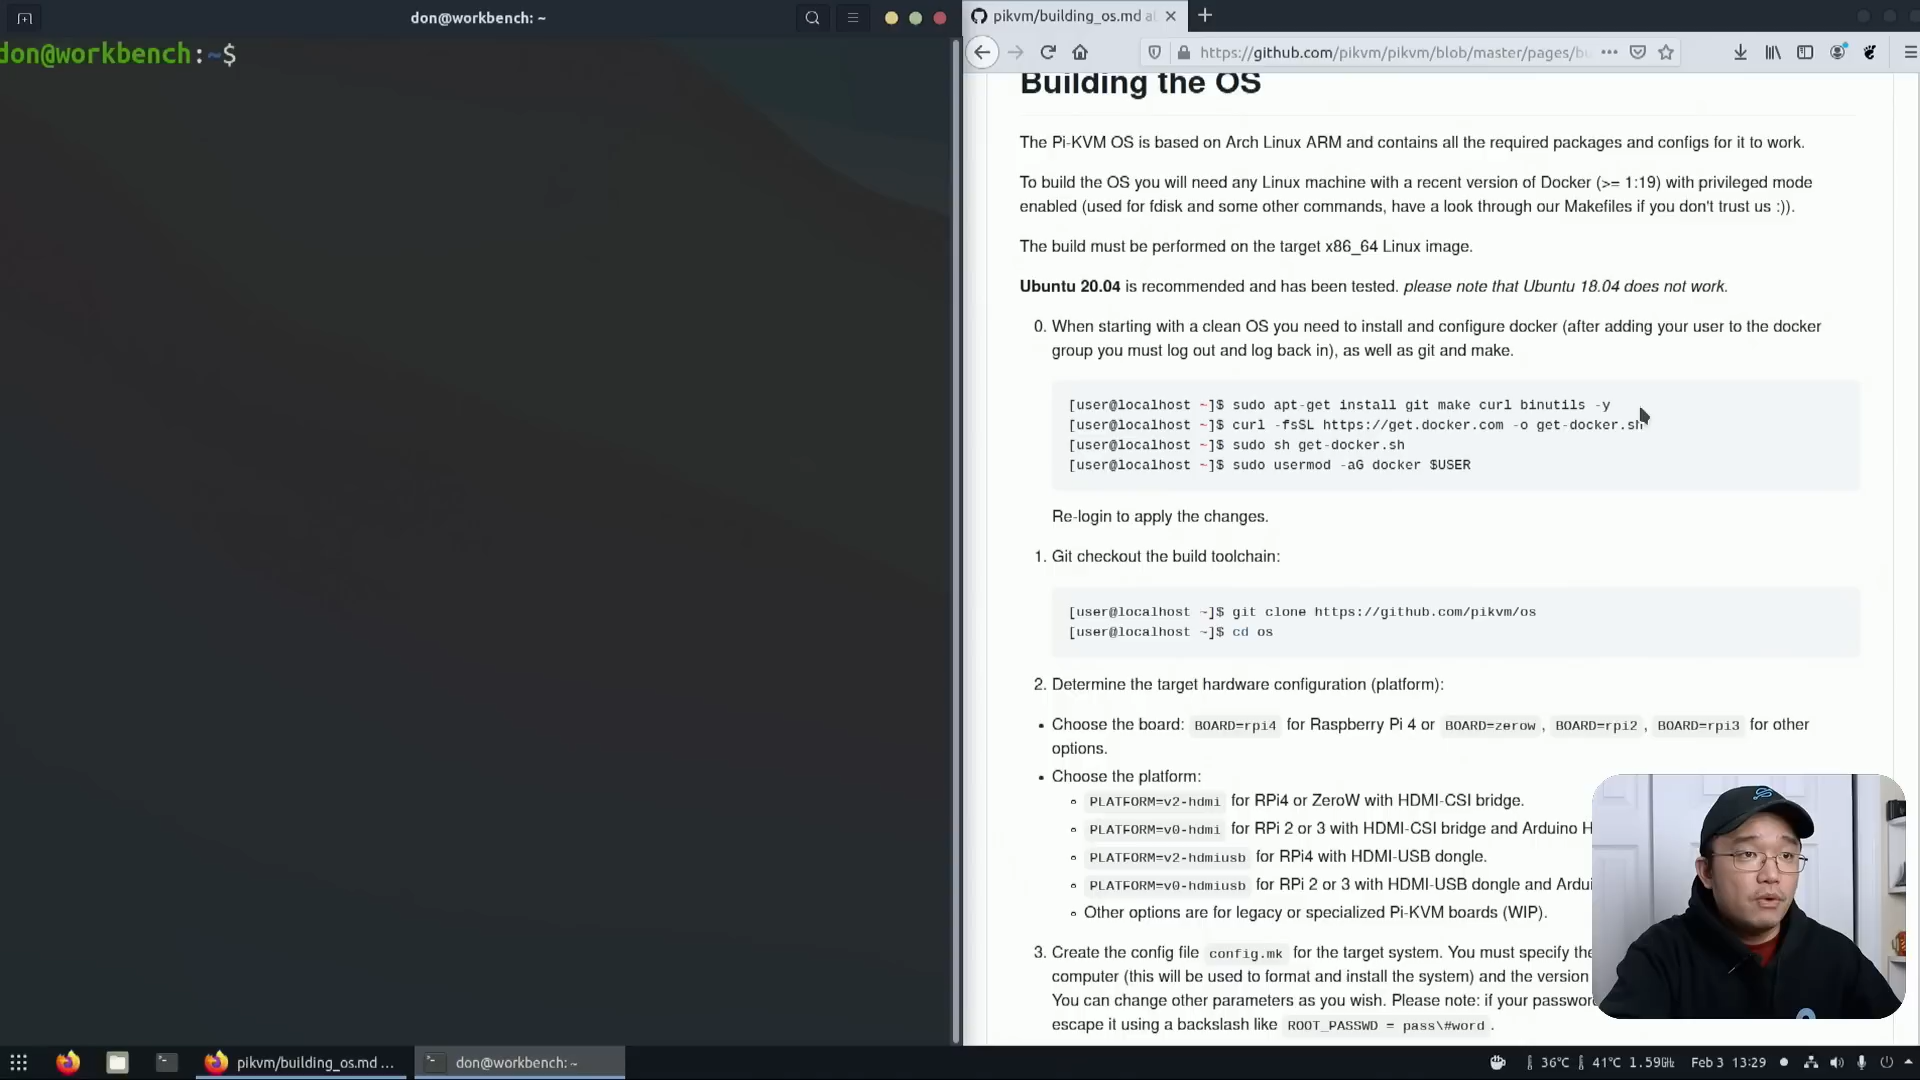 don@workbench: ~
pikvm/building_os.md a
https://github.com/pikvm/pikvm/blob/master/pages/bu
don@workbench:~$
Building the OS
The Pi-KVM OS is based on Arch Linux ARM and contains all the required packages and configs for it to work.
To build the OS you will need any Linux machine with a recent version of Docker (>= 1:19) with privileged mode
enabled (used for fdisk and some other commands, have a look through our Makefiles if you don't trust us :)).
The build must be performed on the target x86_64 Linux image.
Ubuntu 20.04 is recommended and has been tested. please note that Ubuntu 18.04 does not work.
0. When starting with a clean OS you need to install and configure docker (after adding your user to the docker
group you must log out and log back in), as well as git and make.
[user@localhost ~]$ sudo apt-get install git make curl binutils -y
[user@localhost ~]$ curl -fsSL https://get.docker.com -o get-docker.sh
[user@localhost ~]$ sudo sh get-docker.sh
[user@localhost ~]$ sudo usermod -aG docker $USER
Re-login to apply the changes.
1. Git checkout the build toolchain:
[user@localhost ~]$ git clone https://github.com/pikvm/os
[user@localhost ~]$ cd os
2. Determine the target hardware configuration (platform):
• Choose the board: BOARD=rpi4 for Raspberry Pi 4 or BOARD=zerow , BOARD=rpi2 , BOARD=rpi3 for other
options.
• Choose the platform:
◦ PLATFORM=v2-hdmi for RPi4 or ZeroW with HDMI-CSI bridge.
◦ PLATFORM=v0-hdmi for RPi 2 or 3 with HDMI-CSI bridge and Arduino H
◦ PLATFORM=v2-hdmiusb for RPi4 with HDMI-USB dongle.
◦ PLATFORM=v0-hdmiusb for RPi 2 or 3 with HDMI-USB dongle and Ardui
◦ Other options are for legacy or specialized Pi-KVM boards (WIP).
3. Create the config file config.mk for the target system. You must specify the
computer (this will be used to format and install the system) and the version
You can change other parameters as you wish. Please note: if your passwor
escape it using a backslash like ROOT_PASSWD = pass\#word .
pikvm/building_os.md ...
don@workbench: ~
36°C 41°C 1.59GHz Feb 3 13:29